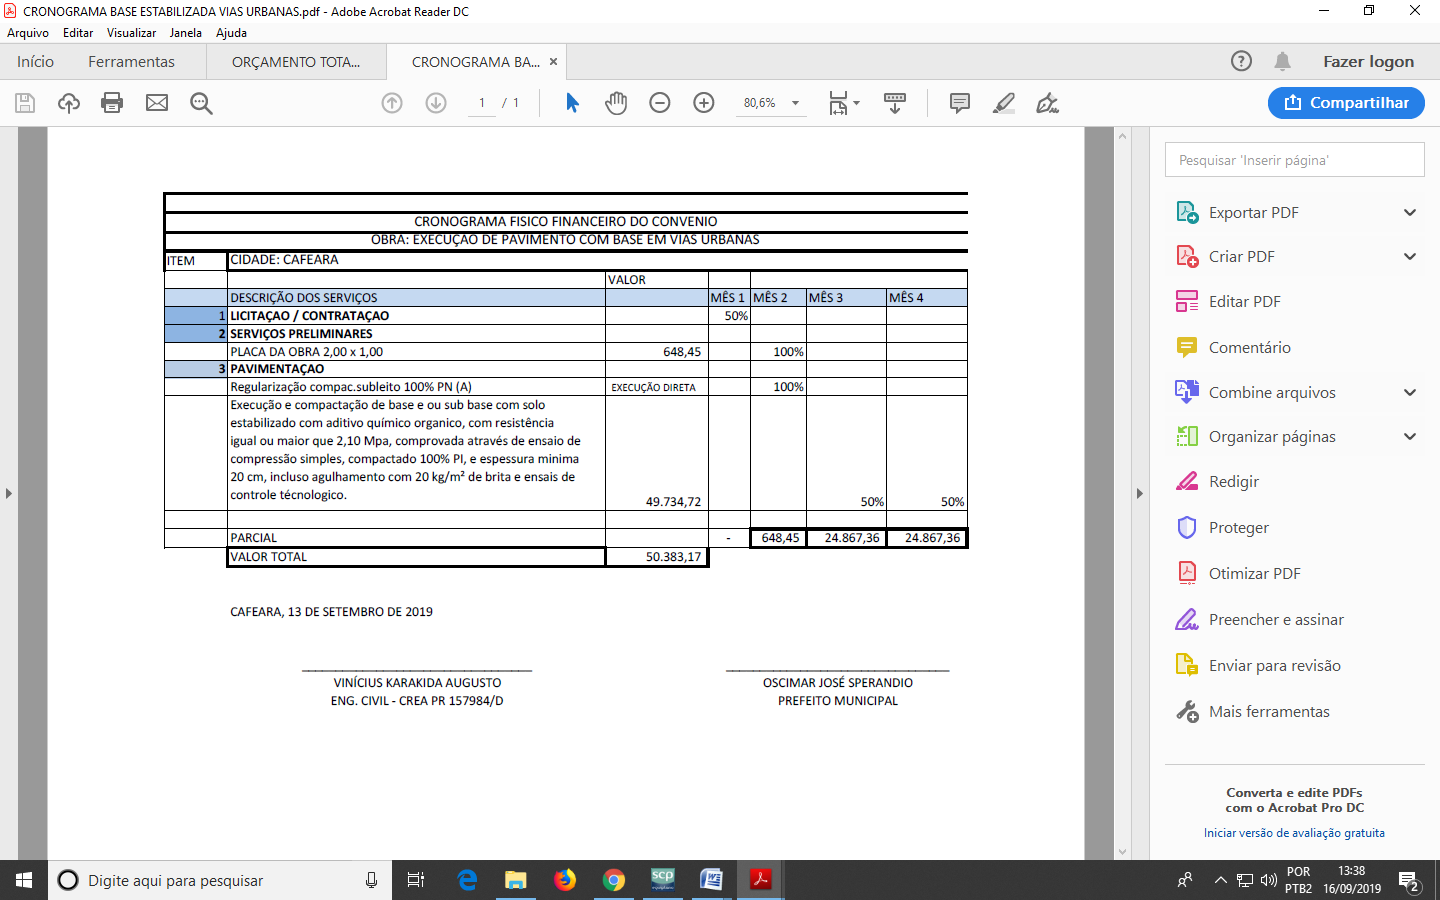 CRONOGRAMA BASE ESTABILIZADA VIAS URBANAS.pdf - Adobe Acrobat Reader DC
Arquivo Editar Visualizar Janela Ajuda
Início Ferramentas ORÇAMENTO TOTA... CRONOGRAMA BA... × Fazer logon
1 / 1 80,6% Compartilhar
CRONOGRAMA FISICO FINANCEIRO DO CONVENIO
OBRA: EXECUÇAO DE PAVIMENTO COM BASE EM VIAS URBANAS
ITEM CIDADE: CAFEARA
VALOR
DESCRIÇÃO DOS SERVIÇOS MÊS 1 MÊS 2 MÊS 3 MÊS 4
1 LICITAÇAO / CONTRATAÇAO 50%
2 SERVIÇOS PRELIMINARES
PLACA DA OBRA 2,00 x 1,00 648,45 100%
3 PAVIMENTAÇAO
Regularização compac.subleito 100% PN (A) EXECUÇÃO DIRETA 100%
Execução e compactação de base e ou sub base com solo
estabilizado com aditivo químico organico, com resistência
igual ou maior que 2,10 Mpa, comprovada através de ensaio de
compressão simples, compactado 100% PI, e espessura minima
20 cm, incluso agulhamento com 20 kg/m² de brita e ensais de
controle técnologico. 49.734,72 50% 50%
PARCIAL - 648,45 24.867,36 24.867,36
VALOR TOTAL 50.383,17
CAFEARA, 13 DE SETEMBRO DE 2019
VINÍCIUS KARAKIDA AUGUSTO OSCIMAR JOSÉ SPERANDIO
ENG. CIVIL - CREA PR 157984/D PREFEITO MUNICIPAL
Pesquisar 'Inserir página'
Exportar PDF
Criar PDF
Editar PDF
Comentário
Combine arquivos
Organizar páginas
Redigir
Proteger
Otimizar PDF
Preencher e assinar
Enviar para revisão
Mais ferramentas
Converta e edite PDFs
com o Acrobat Pro DC
Iniciar versão de avaliação gratuita
Digite aqui para pesquisar
scp
POR
PTB2
13:38
16/09/2019
2